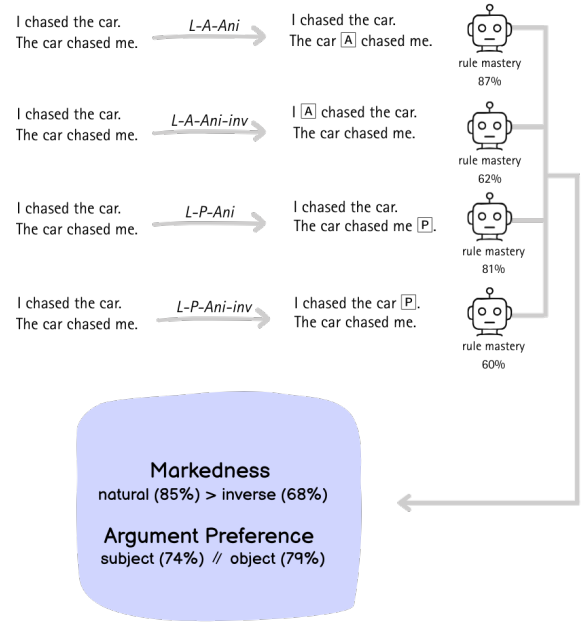 I chased the car.
The car chased me.
L-A-Ani
I chased the car.
The car A chased me.
rule mastery
87%
I chased the car.
The car chased me.
L-A-Ani-inv
I A chased the car.
The car chased me.
rule mastery
62%
I chased the car.
The car chased me.
L-P-Ani
I chased the car.
The car chased me P.
rule mastery
81%
I chased the car.
The car chased me.
L-P-Ani-inv
I chased the car P.
The car chased me.
rule mastery
60%
Markedness
natural (85%) > inverse (68%)
Argument Preference
subject (74%) // object (79%)